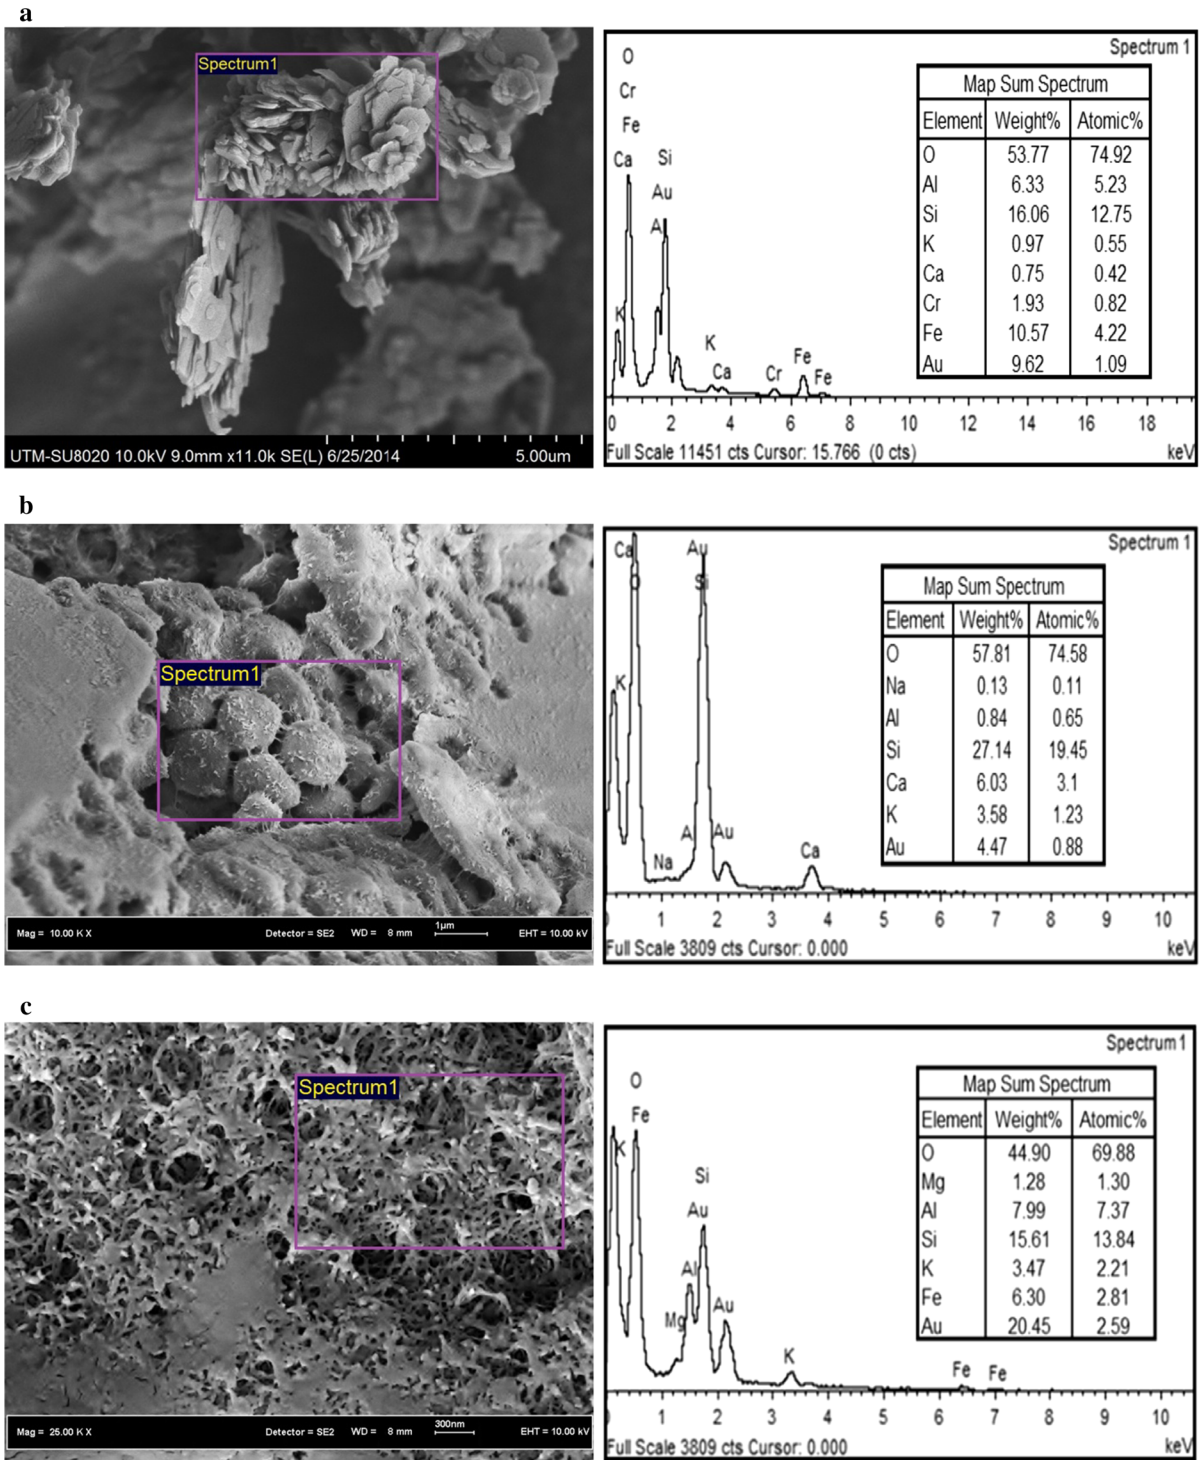 a
Spectrum1
UTM-SU8020 10.0kV 9.0mm x11.0k SE(L) 6/25/2014 5.00um
Spectrum 1
O
Cr
Fe
Ca Si
Au
A
K
K
Ca Cr Fe Fe
Map Sum Spectrum
Element Weight% Atomic%
O 53.77 74.92
Al 6.33 5.23
Si 16.06 12.75
K 0.97 0.55
Ca 0.75 0.42
Cr 1.93 0.82
Fe 10.57 4.22
Au 9.62 1.09
0 2 4 6 8 10 12 14 16 18
Full Scale 11451 cts Cursor: 15.766 (0 cts) keV
b
Spectrum1
Mag = 10.00 K X Detector = SE2 WD = 8 mm 1µm EHT = 10.00 kV
Spectrum 1
Ca Au
O Si
K
Na A Au Ca
Map Sum Spectrum
Element Weight% Atomic%
O 57.81 74.58
Na 0.13 0.11
Al 0.84 0.65
Si 27.14 19.45
Ca 6.03 3.1
K 3.58 1.23
Au 4.47 0.88
0 1 2 3 4 5 6 7 8 9 10
Full Scale 3809 cts Cursor: 0.000 keV
c
Spectrum1
Mag = 25.00 K X Detector = SE2 WD = 8 mm 300nm EHT = 10.00 kV
Spectrum1
O
Fe
K
Si
Au
Al
Mg Au
K Fe Fe
Map Sum Spectrum
Element Weight% Atomic%
O 44.90 69.88
Mg 1.28 1.30
Al 7.99 7.37
Si 15.61 13.84
K 3.47 2.21
Fe 6.30 2.81
Au 20.45 2.59
0 1 2 3 4 5 6 7 8 9 10
Full Scale 3809 cts Cursor: 0.000 keV